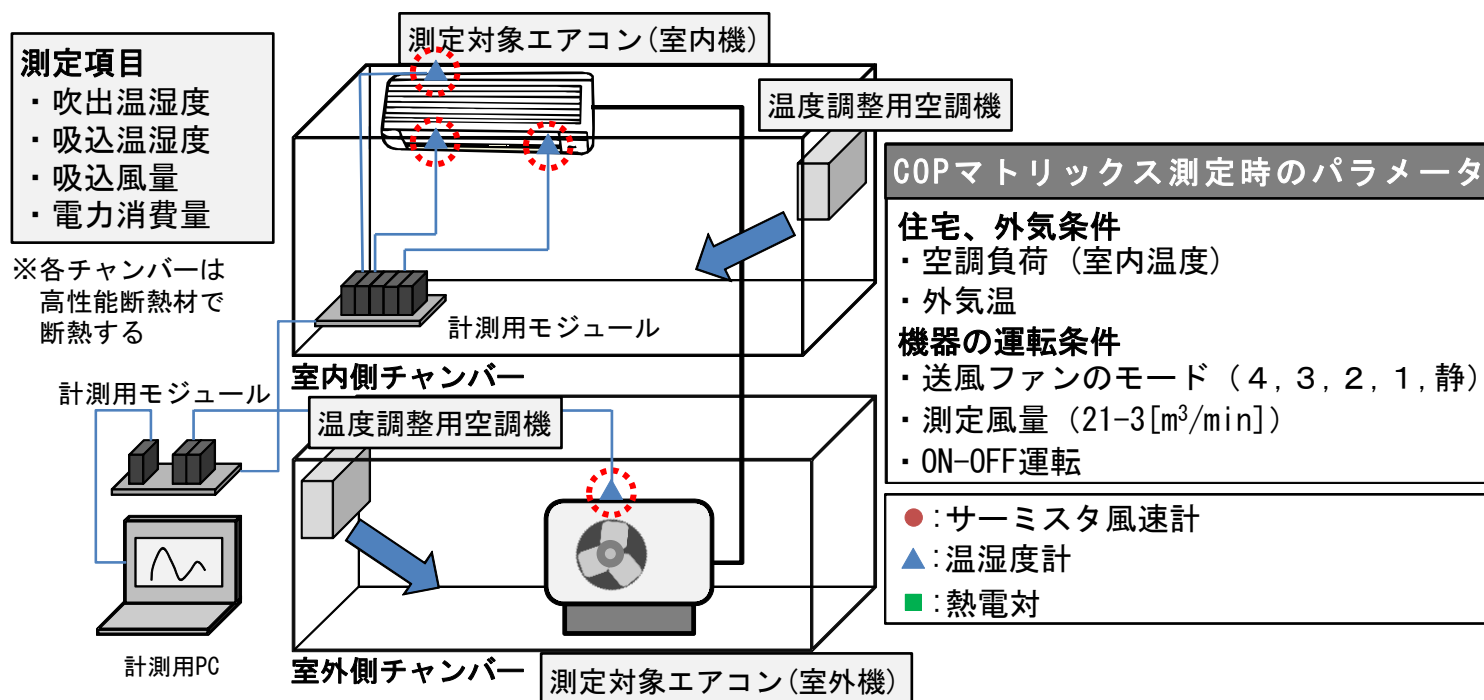 測定対象エアコン(室内機)
測定項目
・吹出温湿度
・吸込温湿度
・吸込風量
・電力消費量
※各チャンバーは
高性能断熱材で
断熱する
温度調整用空調機
計測用モジュール
室内側チャンバー
計測用モジュール
温度調整用空調機
計測用PC
室外側チャンバー
測定対象エアコン(室外機)
COPマトリックス測定時のパラメータ
住宅、外気条件
・空調負荷（室内温度）
・外気温
機器の運転条件
・送風ファンのモード（４,３,２,１,静）
・測定風量（21-3[m³/min]）
・ON-OFF運転
●:サーミスタ風速計
▲:温湿度計
■:熱電対